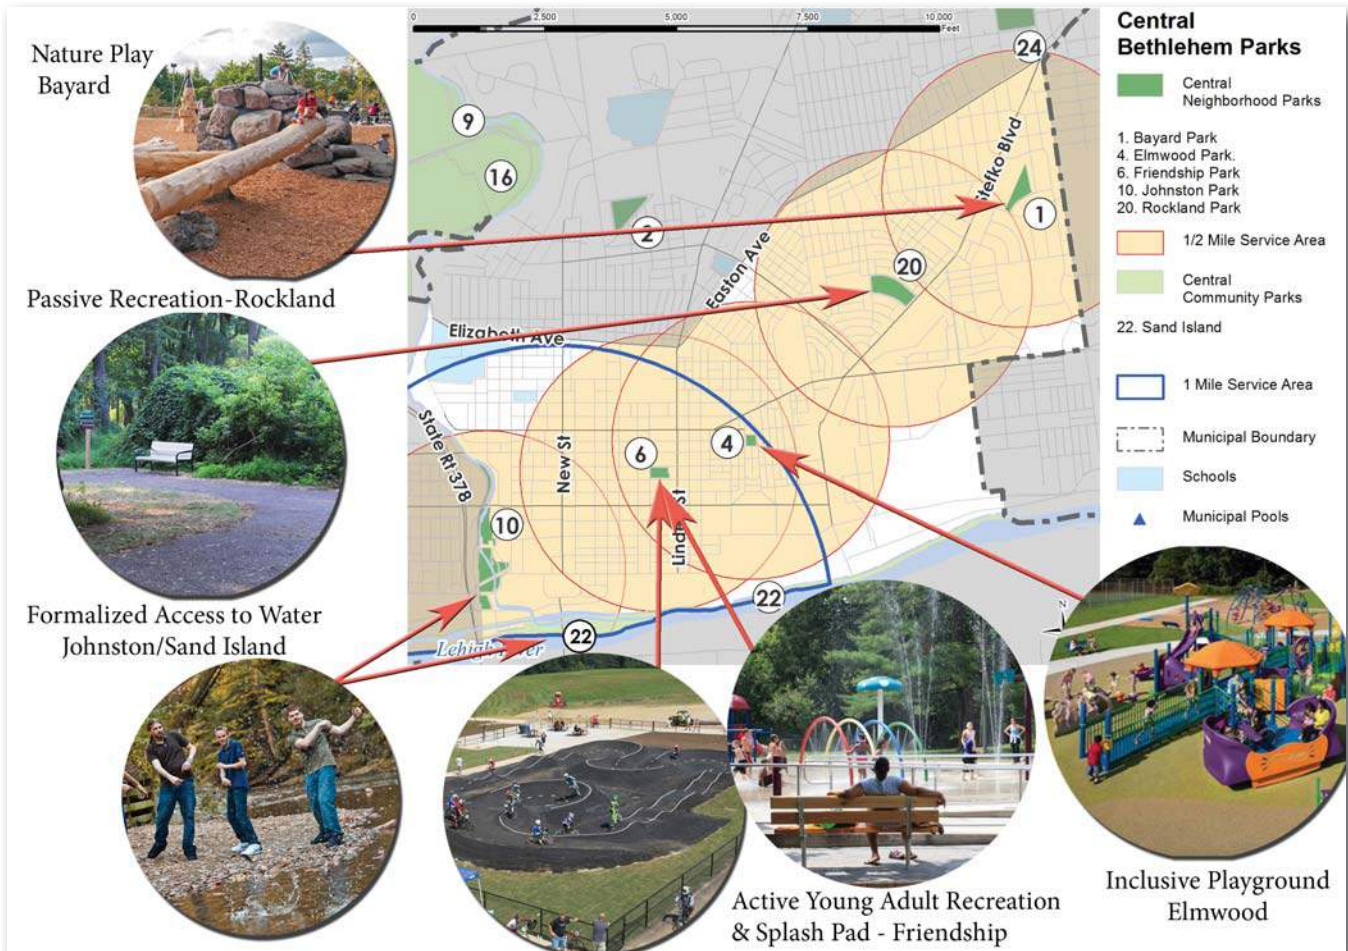 Nature Play
Bayard
Passive Recreation-Rockland
Formalized Access to Water
Johnston/Sand Island
0 2,500 5,000 7,500 10,000
Feet
24
9
16
Stefko Blvd
1
2
20
Easton Ave
Elizabeth Ave
State Rt 378
New St
6
4
10
22
22
Lehigh River
N
Central
Bethlehem Parks
Central
Neighborhood Parks
1. Bayard Park
4. Elmwood Park.
6. Friendship Park
10. Johnston Park
20. Rockland Park
1/2 Mile Service Area
Central
Community Parks
22. Sand Island
1 Mile Service Area
Municipal Boundary
Schools
Municipal Pools
Active Young Adult Recreation
& Splash Pad - Friendship
Inclusive Playground
Elmwood